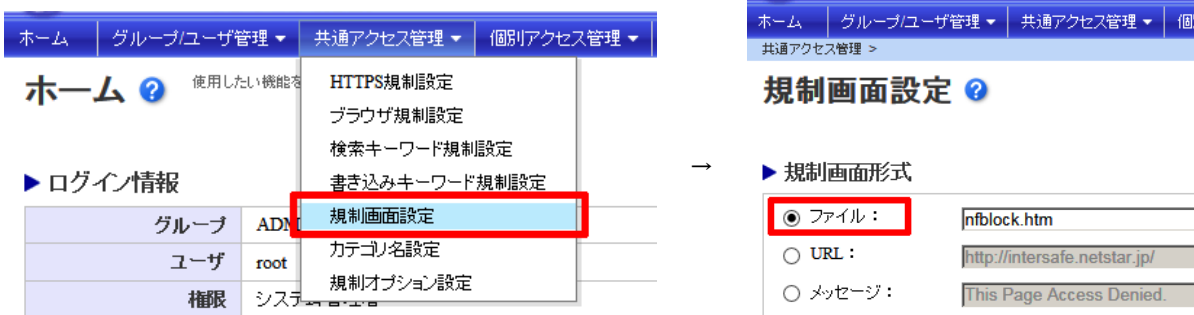 ホーム グループ/ユーザ管理▼ 共通アクセス管理▼ 個別アクセス管理▼
ホーム ? 使用したい機能を
HTTPS規制設定
ブラウザ規制設定
検索キーワード規制設定
書き込みキーワード規制設定
規制画面設定
カテゴリ名設定
規制オプション設定
▶ログイン情報
グループ ADM
ユーザ root
権限 システム管理者
→
ホーム グループ/ユーザ管理▼ 共通アクセス管理▼ 個
共通アクセス管理 >
規制画面設定 ?
▶規制画面形式
ファイル: nfblock.htm
URL: http://intersafe.netstar.jp/
メッセージ: This Page Access Denied.